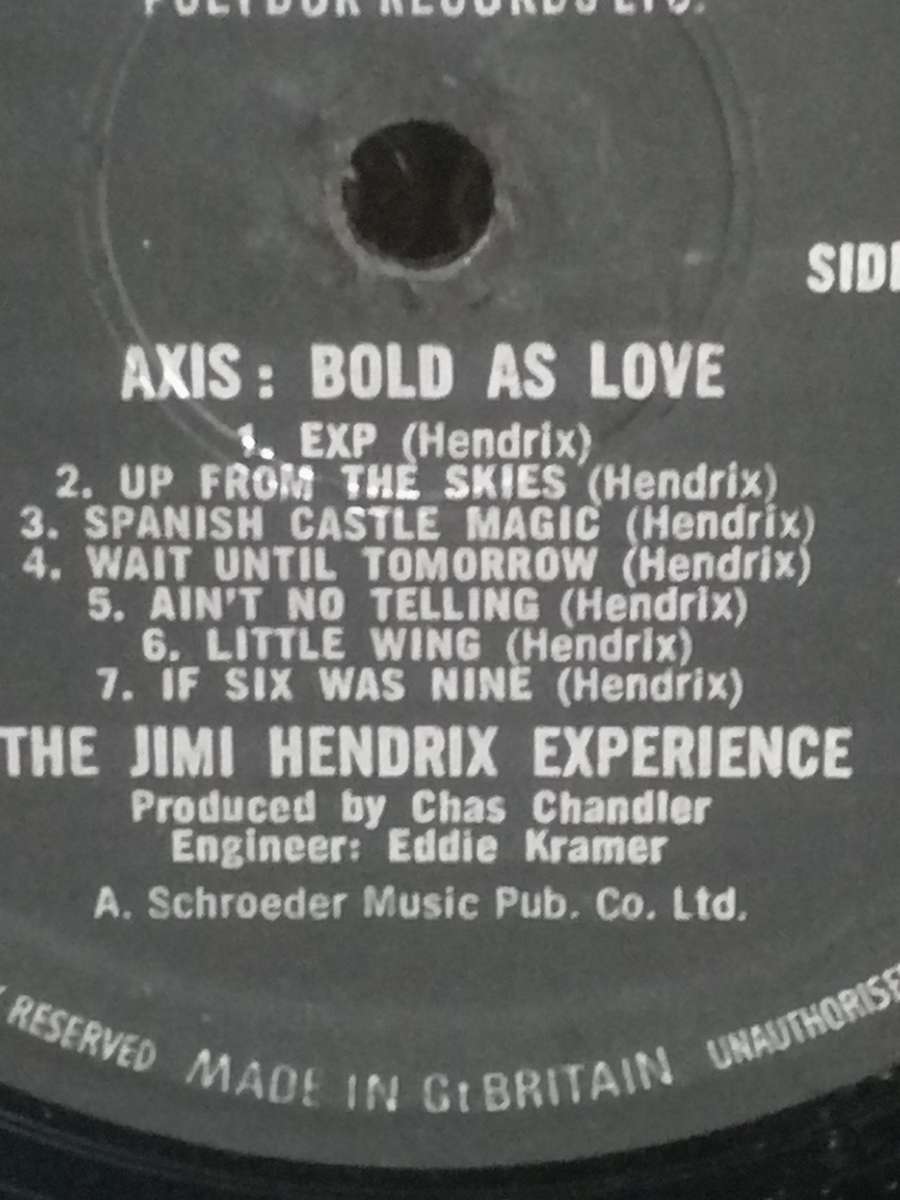 POLYDOR RECORDS LTD.
SIDE
AXIS: BOLD AS LOVE
1. EXP (Hendrix)
2. UP FROM THE SKIES (Hendrix)
3. SPANISH CASTLE MAGIC (Hendrix)
4. WAIT UNTIL TOMORROW (Hendrix)
5. AIN'T NO TELLING (Hendrix)
6. LITTLE WING (Hendrix)
7. IF SIX WAS NINE (Hendrix)
THE JIMI HENDRIX EXPERIENCE
Produced by Chas Chandler
Engineer: Eddie Kramer
A. Schroeder Music Pub. Co. Ltd.
RESERVED MADE IN Gt BRITAIN UNAUTHORISED